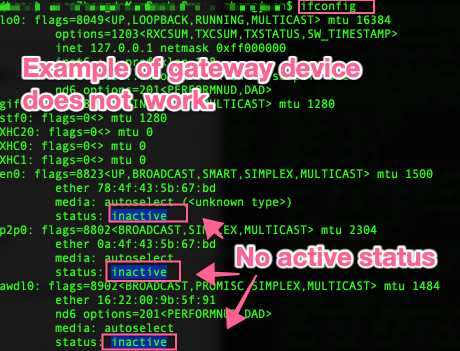 $ ifconfig
lo0: flags=8049<UP,LOOPBACK,RUNNING,MULTICAST> mtu 16384
options=1203<RXCSUM,TXCSUM,TXSTATUS,SW_TIMESTAMP>
inet 127.0.0.1 netmask 0xff000000
Example of gateway device
does not work.
nd6 options=201<PERFORMNUD,DAD>
MULTICAST> mtu 1280
stf0: flags=0<> mtu 1280
XHC20: flags=0<> mtu 0
XHC0: flags=0<> mtu 0
XHC1: flags=0<> mtu 0
en0: flags=8823<UP,BROADCAST,SMART,SIMPLEX,MULTICAST> mtu 1500
ether 78:4f:43:5b:67:bd
media: autoselect (<unknown type>)
status: inactive
p2p0: flags=8802<BROADCAST,SIMPLEX,MULTICAST> mtu 2304
ether 0a:4f:43:5b:67:bd
media: autoselect
No active status
status: inactive
awdl0: flags=8902<BROADCAST,PROMISC,SIMPLEX,MULTICAST> mtu 1484
ether 16:22:00:9b:5f:91
nd6 options=201<PERFORMNUD,DAD>
media: autoselect
status: inactive